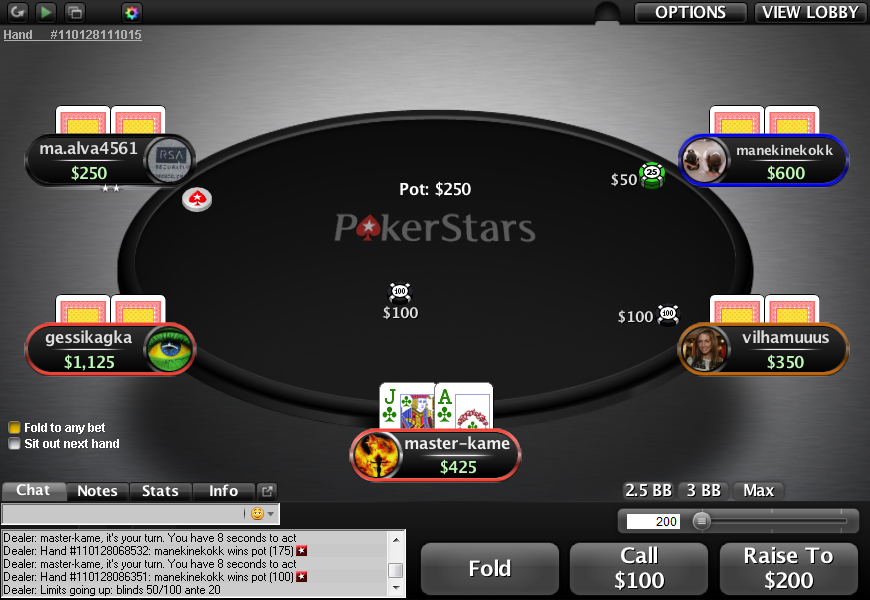 OPTIONS VIEW LOBBY
Hand #110128111015
ma.alva4561
$250
RSA
manekinekokk
$600
$50 25
Pot: $250
PokerStars
100
$100
$100 100
gessikagka
$1,125
vilhamuuus
$350
J A
master-kame
$425
Fold to any bet
Sit out next hand
Chat Notes Stats Info
2.5 BB 3 BB Max
200
Dealer: master-kame, it's your turn. You have 8 seconds to act
Dealer: Hand #110128068532: manekinekokk wins pot (175)
Dealer: master-kame, it's your turn. You have 8 seconds to act
Dealer: Hand #110128086351: manekinekokk wins pot (100)
Dealer: Limits going up: blinds 50/100 ante 20
Fold
Call
$100
Raise To
$200